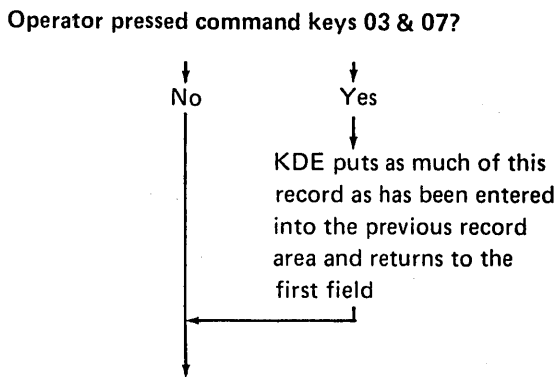 Operator pressed command keys 03 & 07?
No
Yes
KDE puts as much of this
record as has been entered
into the previous record
area and returns to the
first field